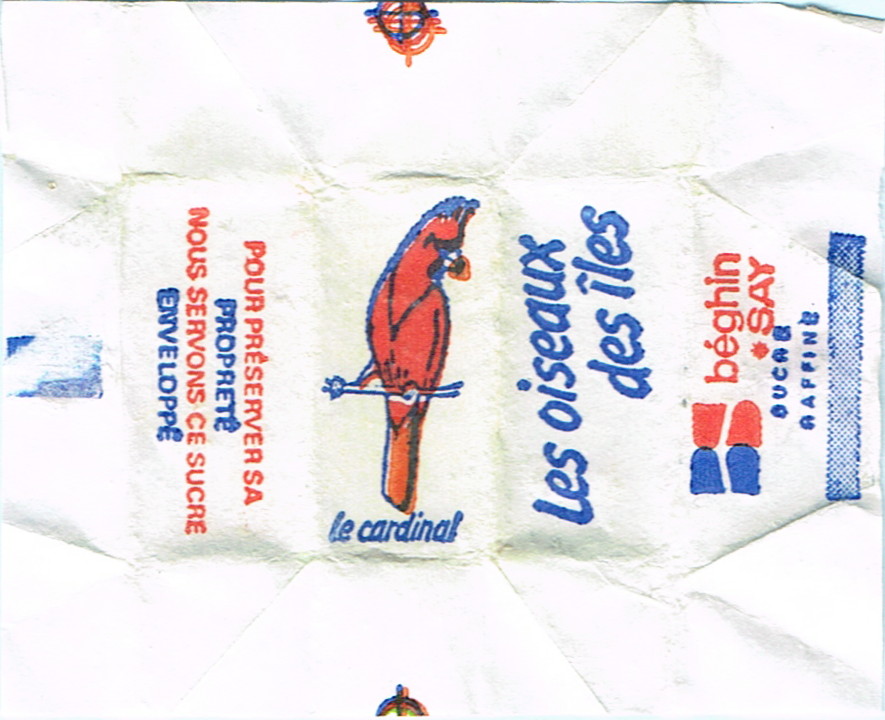 POUR PRÉSERVER SA
PROPRETÉ
NOUS SERVONS CE SUCRE
ENVELOPPÉ
le cardinal
Les oiseaux
des îles
béghin
SAY
SUCRE
RAFFINÉ